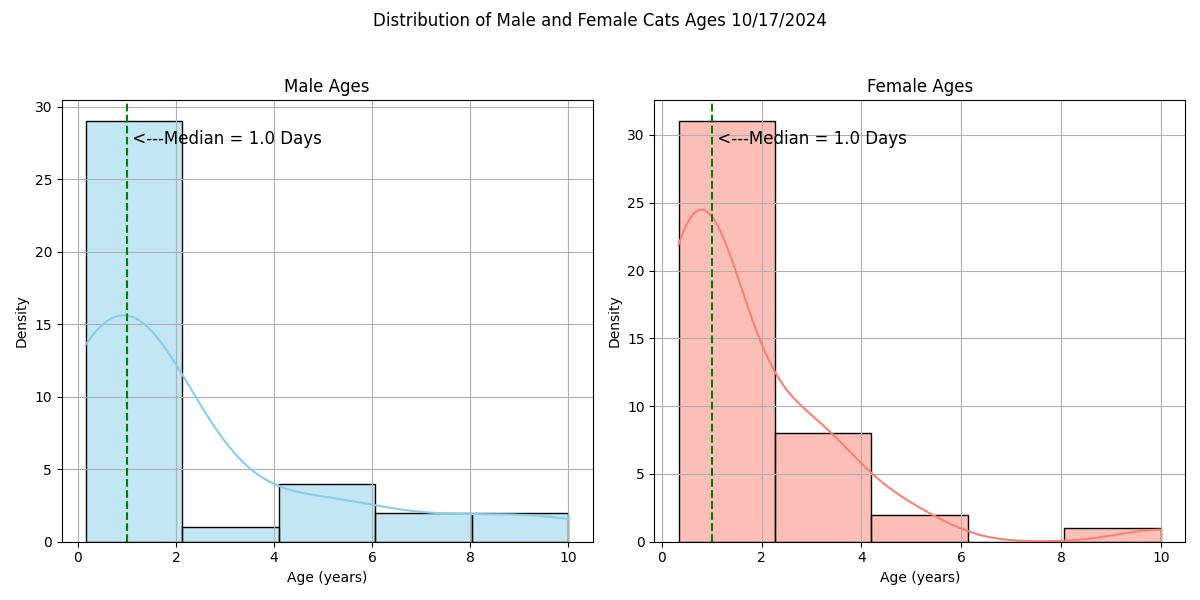 Distribution of Male and Female Cats Ages 10/17/2024
Male Ages
30
25
20
15
10
5
0
Density
<---Median = 1.0 Days
0 2 4 6 8 10
Age (years)
Female Ages
30
25
20
15
10
5
0
Density
<---Median = 1.0 Days
0 2 4 6 8 10
Age (years)